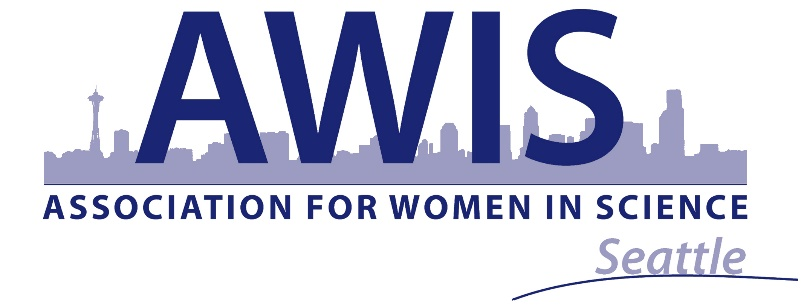 AWIS
ASSOCIATION FOR WOMEN IN SCIENCE
Seattle